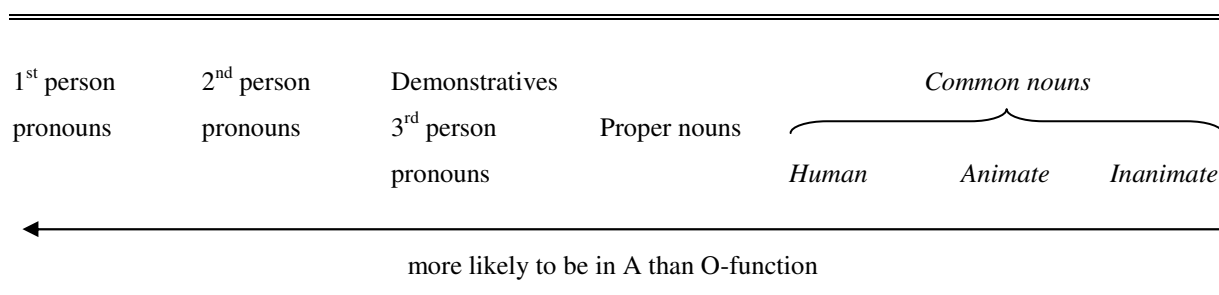 1st person 2nd person Demonstratives Common nouns
pronouns pronouns 3rd person Proper nouns
pronouns Human Animate Inanimate
more likely to be in A than O-function